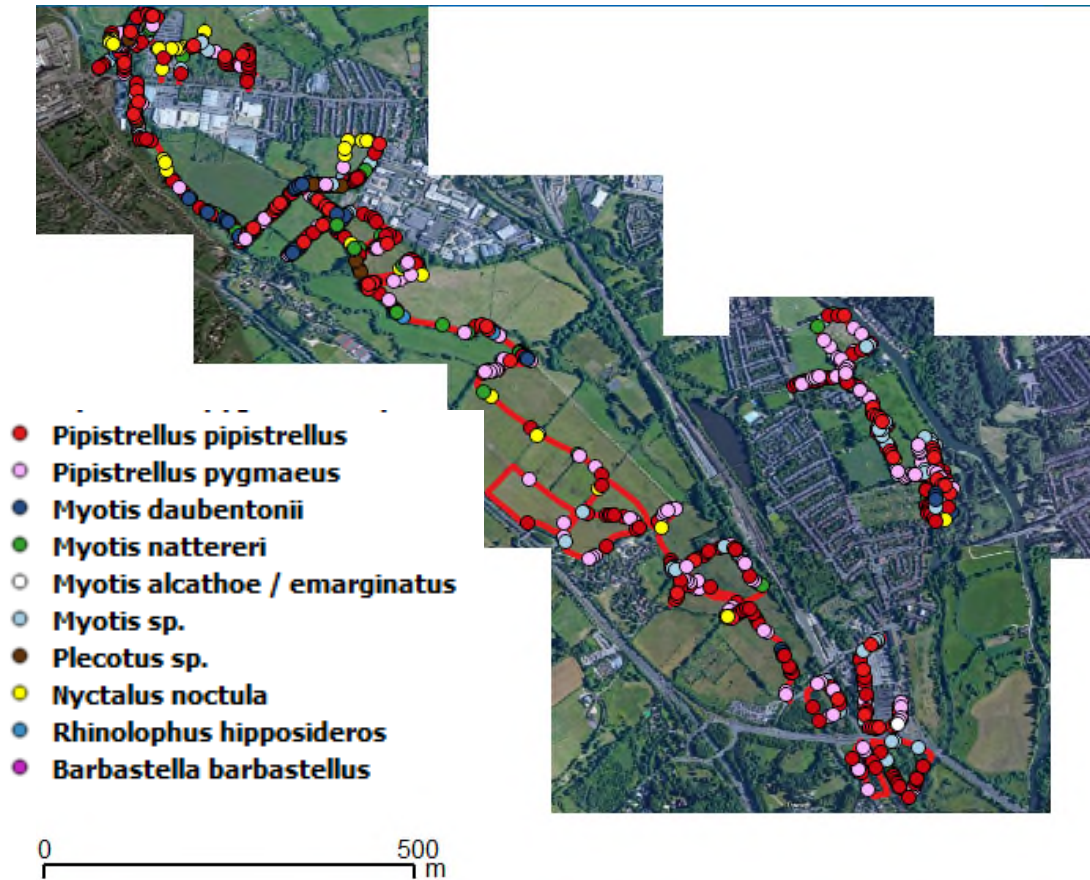 Pipistrellus pipistrellus
Pipistrellus pygmaeus
Myotis daubentonii
Myotis nattereri
Myotis alcathoe / emarginatus
Myotis sp.
Plecotus sp.
Nyctalus noctula
Rhinolophus hipposideros
Barbastella barbastellus
0 500
m